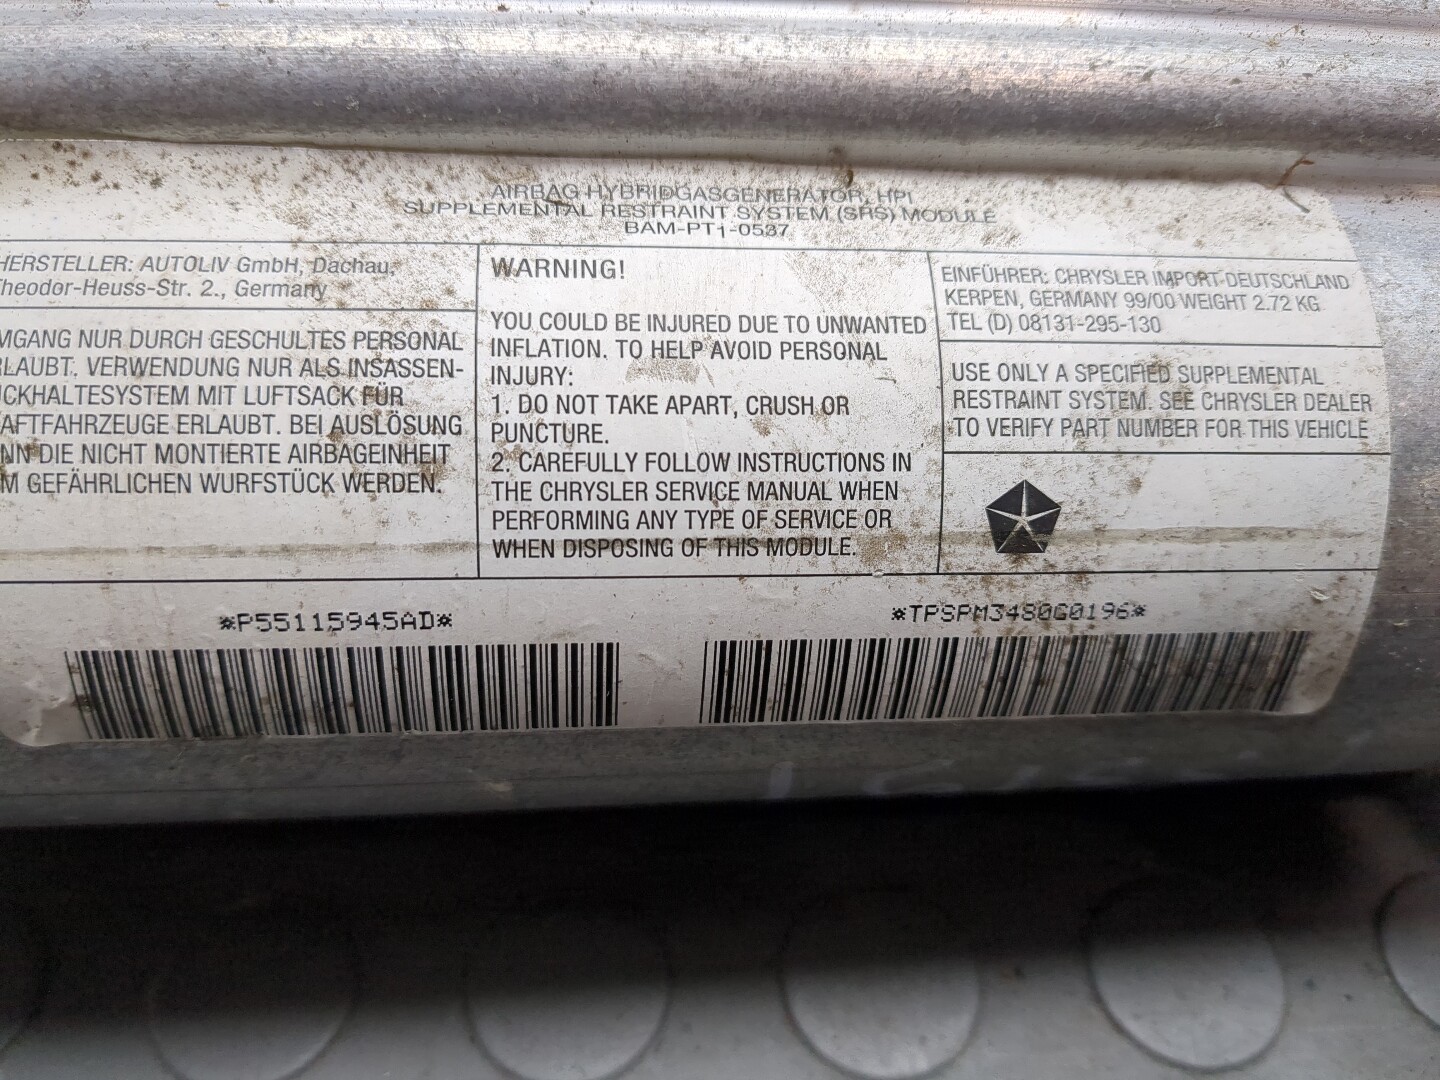 AIRBAG HYBRIDGASGENERATOR, HPI
SUPPLEMENTAL RESTRAINT SYSTEM (SRS) MODULE
BAM-PT1-0537
HERSTELLER: AUTOLIV GmbH, Dachau,
Theodor-Heuss-Str. 2., Germany
MGANG NUR DURCH GESCHULTES PERSONAL
RLAUBT. VERWENDUNG NUR ALS INSASSEN-
CKHALTESYSTEM MIT LUFTSACK FÜR
AFTFAHRZEUGE ERLAUBT. BEI AUSLÖSUNG
NN DIE NICHT MONTIERTE AIRBAGEINHEIT
M GEFÄHRLICHEN WURFSTÜCK WERDEN.
WARNING!
YOU COULD BE INJURED DUE TO UNWANTED
INFLATION. TO HELP AVOID PERSONAL
INJURY:
1. DO NOT TAKE APART, CRUSH OR
PUNCTURE.
2. CAREFULLY FOLLOW INSTRUCTIONS IN
THE CHRYSLER SERVICE MANUAL WHEN
PERFORMING ANY TYPE OF SERVICE OR
WHEN DISPOSING OF THIS MODULE.
EINFÜHRER: CHRYSLER IMPORT DEUTSCHLAND
KERPEN, GERMANY 99/00 WEIGHT 2.72 KG
TEL (D) 08131-295-130
USE ONLY A SPECIFIED SUPPLEMENTAL
RESTRAINT SYSTEM. SEE CHRYSLER DEALER
TO VERIFY PART NUMBER FOR THIS VEHICLE
*P55115945AD*
*TPSPM3480G0196*